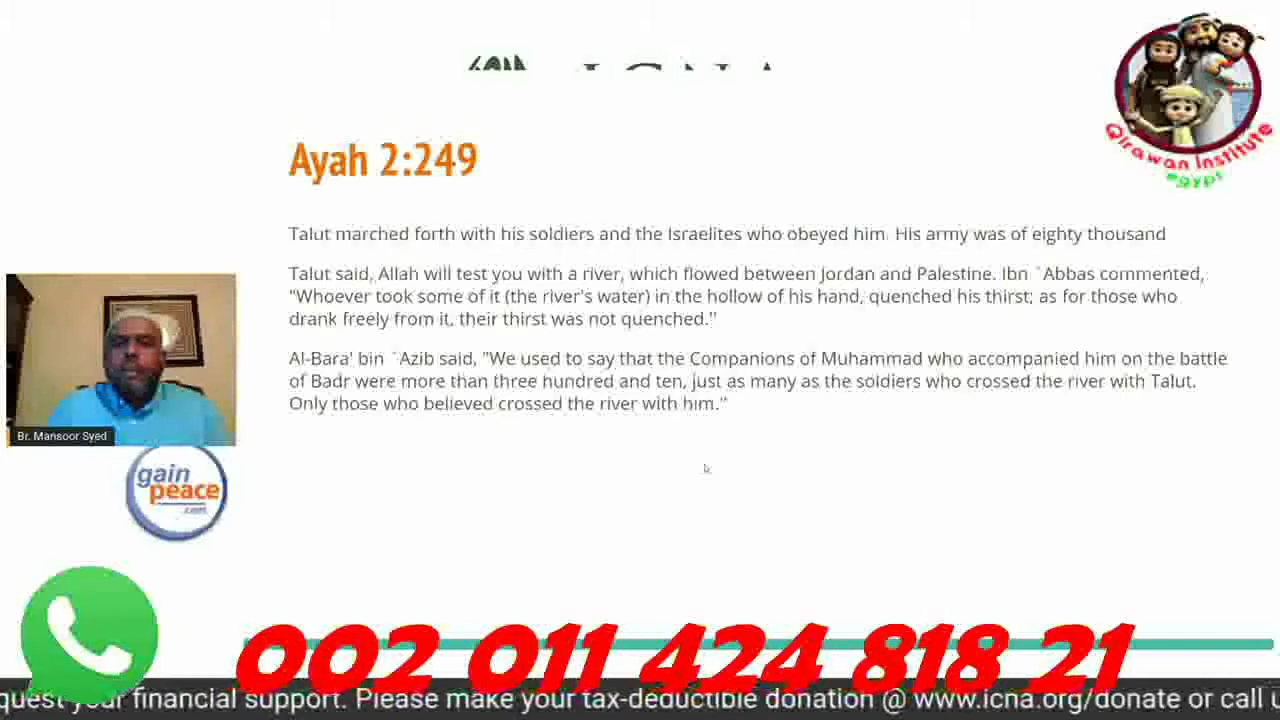 ICNA
Qirawan Institute
egypt
Ayah 2:249
Talut marched forth with his soldiers and the Israelites who obeyed him. His army was of eighty thousand
Talut said, Allah will test you with a river, which flowed between Jordan and Palestine. Ibn `Abbas commented,
"Whoever took some of it (the river's water) in the hollow of his hand, quenched his thirst; as for those who
drank freely from it, their thirst was not quenched."
Al-Bara' bin `Azib said, "We used to say that the Companions of Muhammad who accompanied him on the battle
of Badr were more than three hundred and ten, just as many as the soldiers who crossed the river with Talut.
Only those who believed crossed the river with him."
Br. Mansoor Syed
gain
peace
.com
002 011 424 818 21
quest your financial support. Please make your tax-deductible donation @ www.icna.org/donate or call